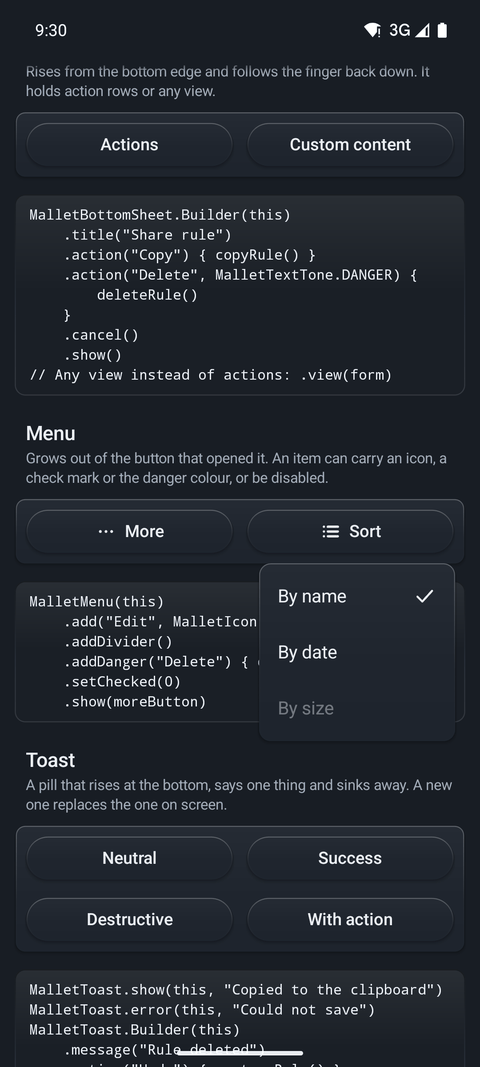 9:30
3G
Rises from the bottom edge and follows the finger back down. It
holds action rows or any view.
Actions
Custom content
MalletBottomSheet.Builder(this)
.title("Share rule")
.action("Copy") { copyRule() }
.action("Delete", MalletTextTone.DANGER) {
deleteRule()
}
.cancel()
.show()
// Any view instead of actions: .view(form)
Menu
Grows out of the button that opened it. An item can carry an icon, a
check mark or the danger colour, or be disabled.
More
Sort
MalletMenu(this)
.add("Edit", MalletIcon
.addDivider()
.addDanger("Delete") {
.setChecked(0)
.show(moreButton)
By name
By date
By size
Toast
A pill that rises at the bottom, says one thing and sinks away. A new
one replaces the one on screen.
Neutral
Success
Destructive
With action
MalletToast.show(this, "Copied to the clipboard")
MalletToast.error(this, "Could not save")
MalletToast.Builder(this)
.message("Rule deleted")